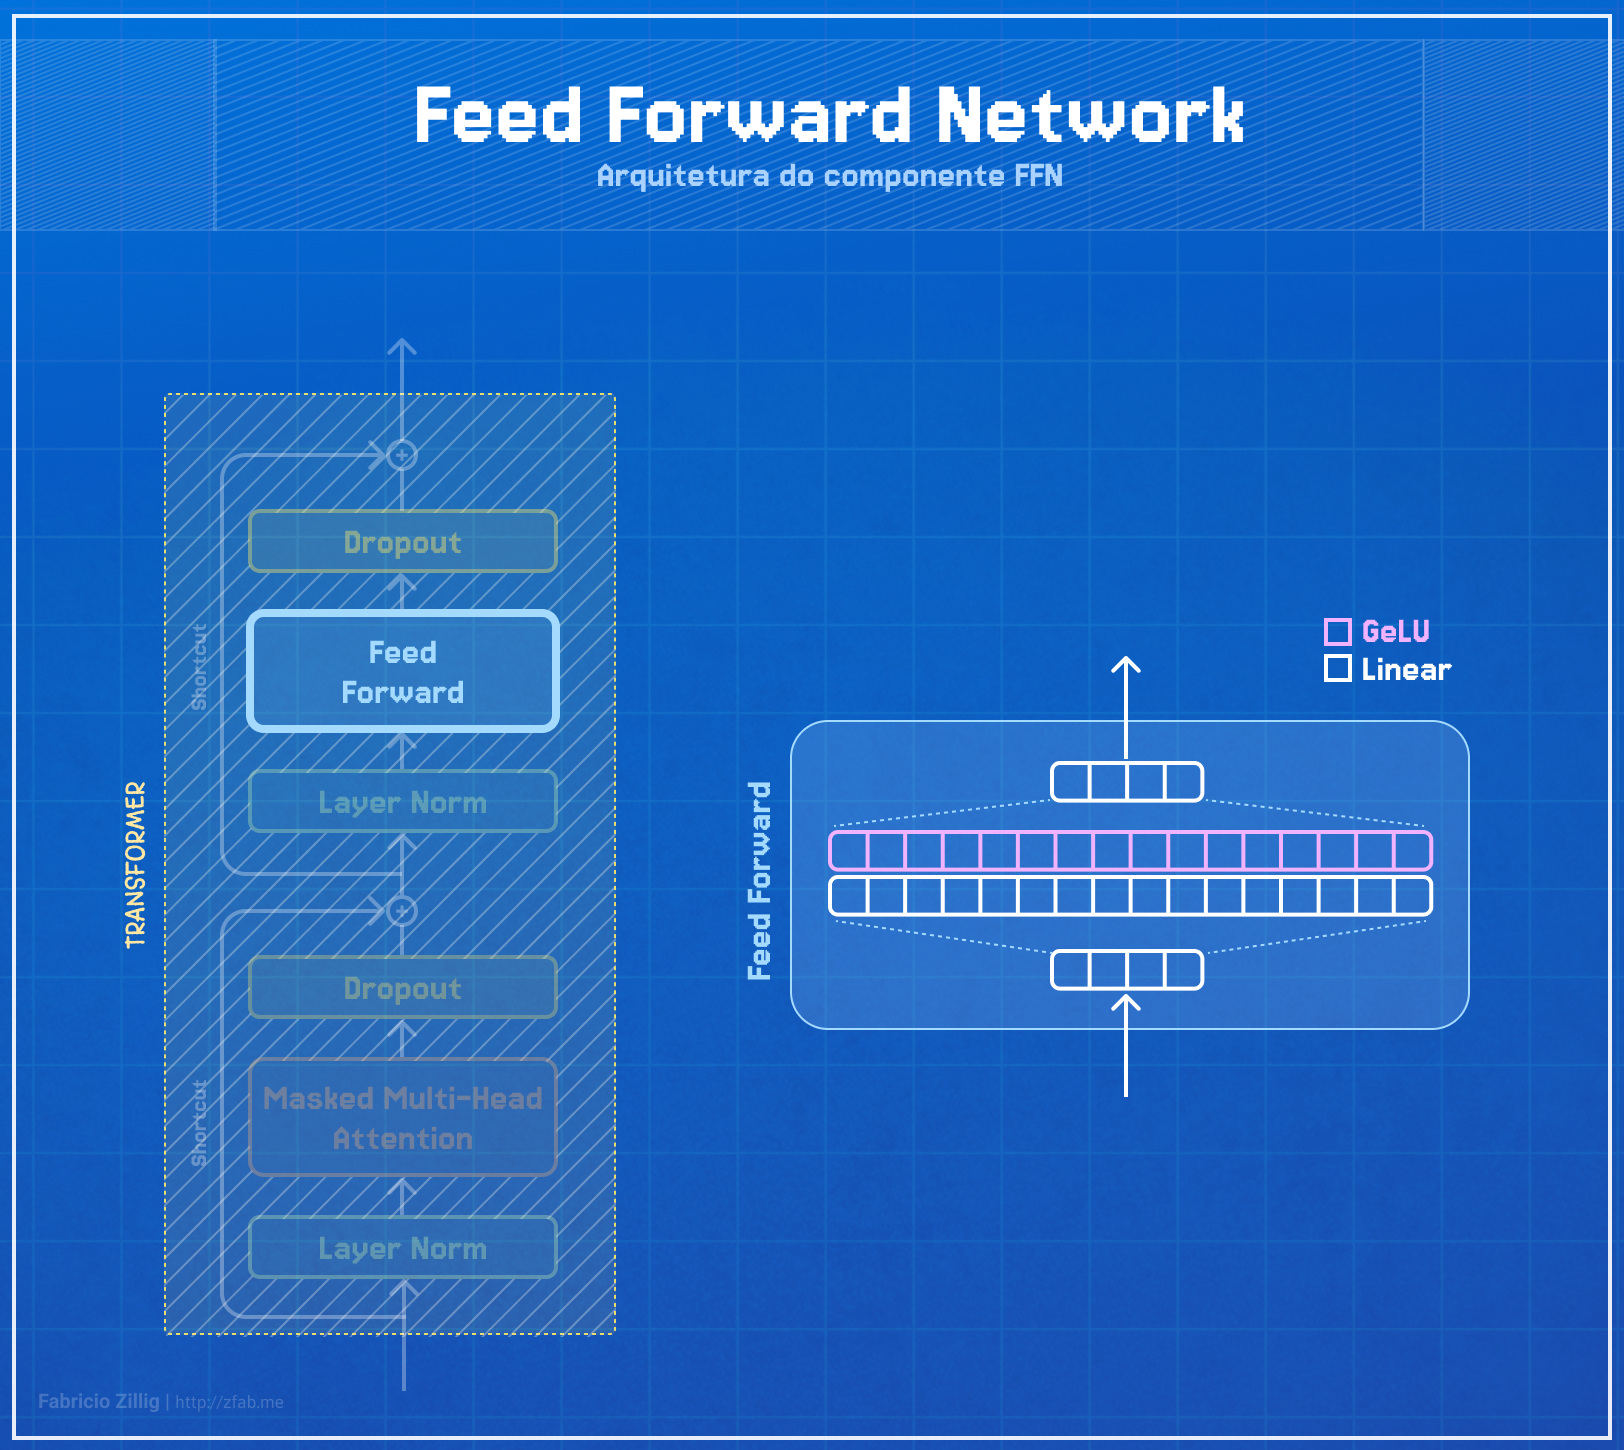 Feed Forward Network
Arquitetura do componente FFN
TRANSFORMER
Shortcut
Dropout
Feed
Forward
Layer Norm
Shortcut
Dropout
Masked Multi-Head
Attention
Layer Norm
Feed Forward
GeLU
Linear
Fabricio Zillig | http://zfab.me